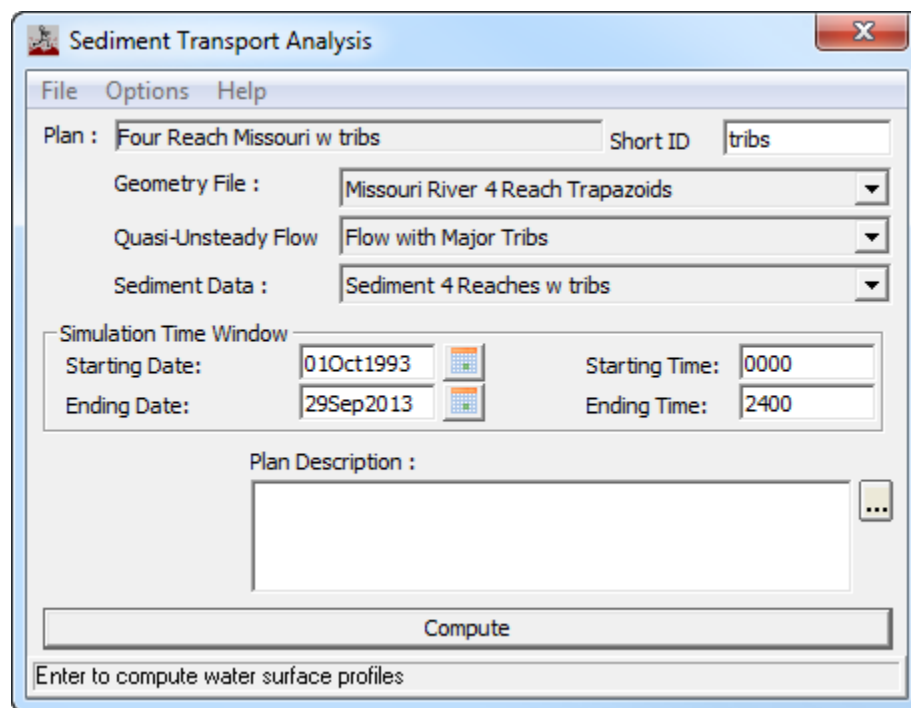 Sediment Transport Analysis
File Options Help
Plan : Four Reach Missouri w tribs Short ID tribs
Geometry File : Missouri River 4 Reach Trapazoids
Quasi-Unsteady Flow Flow with Major Tribs
Sediment Data : Sediment 4 Reaches w tribs
Simulation Time Window
Starting Date: 01Oct1993 Starting Time: 0000
Ending Date: 29Sep2013 Ending Time: 2400
Plan Description :
...
Compute
Enter to compute water surface profiles